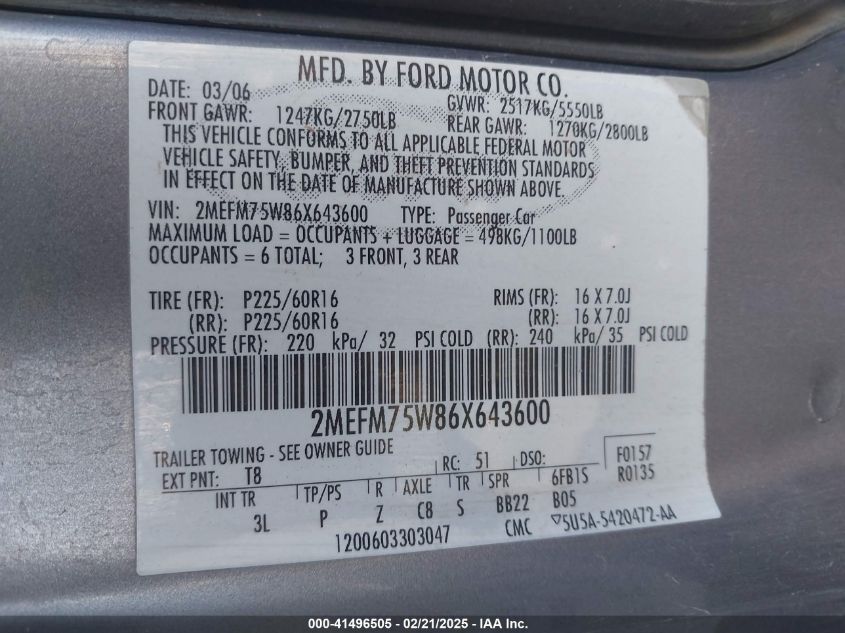 MFD. BY FORD MOTOR CO.
DATE: 03/06 GVWR: 2517KG/5550LB
FRONT GAWR: 1247KG/2750LB REAR GAWR: 1270KG/2800LB
THIS VEHICLE CONFORMS TO ALL APPLICABLE FEDERAL MOTOR
VEHICLE SAFETY, BUMPER, AND THEFT PREVENTION STANDARDS
IN EFFECT ON THE DATE OF MANUFACTURE SHOWN ABOVE.
VIN: 2MEFM75W86X643600 TYPE: Passenger Car
MAXIMUM LOAD = OCCUPANTS + LUGGAGE = 498KG/1100LB
OCCUPANTS = 6 TOTAL; 3 FRONT, 3 REAR
TIRE (FR): P225/60R16 RIMS (FR): 16 X 7.0J
(RR): P225/60R16 (RR): 16 X 7.0J
PRESSURE (FR): 220 kPa/ 32 PSI COLD (RR): 240 kPa/ 35 PSI COLD
2MEFM75W86X643600
TRAILER TOWING - SEE OWNER GUIDE
EXT PNT: T8 RC: 51 DSO: F0157
INT TR TP/PS R AXLE TR SPR 6FB1S R0135
3L P Z C8 S BB22 B05
1200603303047 CMC 5U5A-5420472-AA
000-41496505 - 02/21/2025 - IAA Inc.